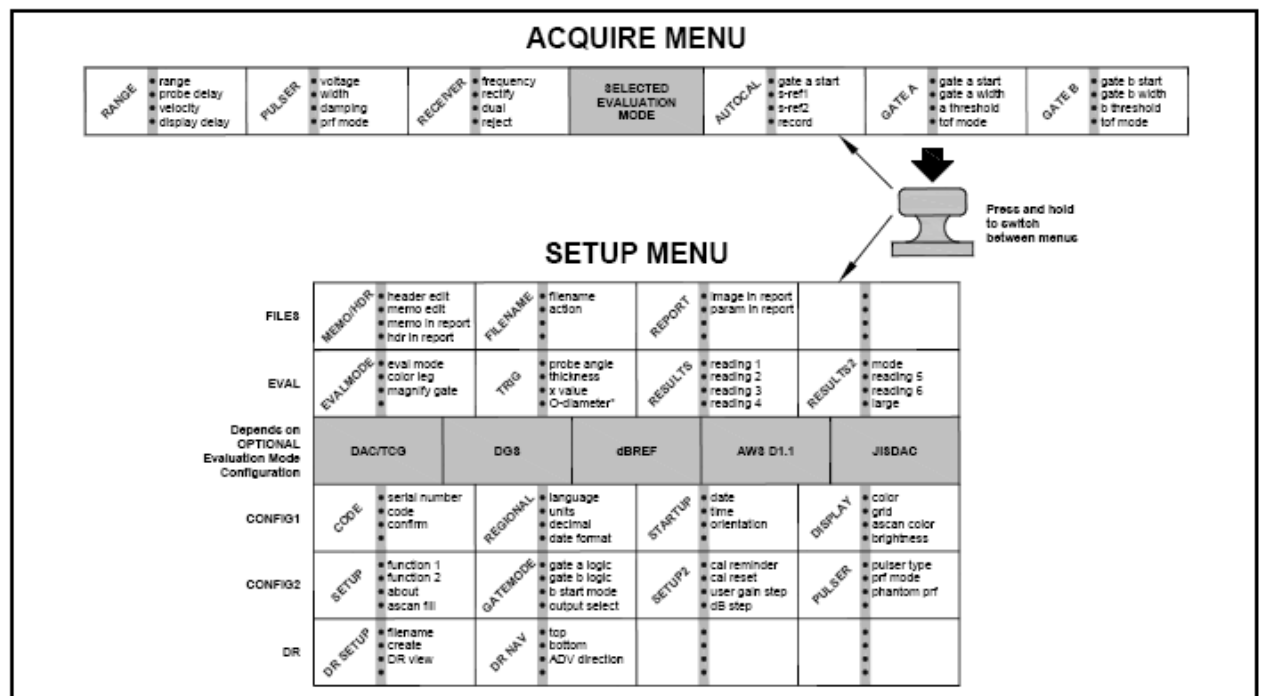 ACQUIRE MENU
RANGE
range
probe delay
velocity
display delay
PULSER
voltage
width
damping
prf mode
RECEIVER
frequency
rectify
dual
reject
SELECTED
EVALUATION
MODE
AUTOCAL
gate a start
s-ref1
s-ref2
record
GATE A
gate a start
gate a width
a threshold
tof mode
GATE B
gate b start
gate b width
b threshold
tof mode
Press and hold
to switch
between menus
SETUP MENU
FILES
MEMO/HDR
header edit
memo edit
memo in report
hdr in report
FILENAME
filename
action
REPORT
image in report
param in report
EVAL
EVALMODE
eval mode
color leg
magnify gate
TRIG
probe angle
thickness
x value
O-diameter*
RESULTS
reading 1
reading 2
reading 3
reading 4
RESULTS2
mode
reading 5
reading 6
large
Depends on
OPTIONAL
Evaluation Mode
Configuration
DAC/TCG
DGS
dBREF
AWS D1.1
JISDAC
CONFIG1
CODE
serial number
code
confirm
REGIONAL
language
units
decimal
date format
STARTUP
date
time
orientation
DISPLAY
color
grid
ascan color
brightness
CONFIG2
SETUP
function 1
function 2
about
ascan fill
GATEMODE
gate a logic
gate b logic
b start mode
output select
SETUP2
cal reminder
cal reset
user gain step
dB step
PULSER
pulser type
prf mode
phantom prf
DR
DR SETUP
filename
create
DR view
DR NAV
top
bottom
ADV direction